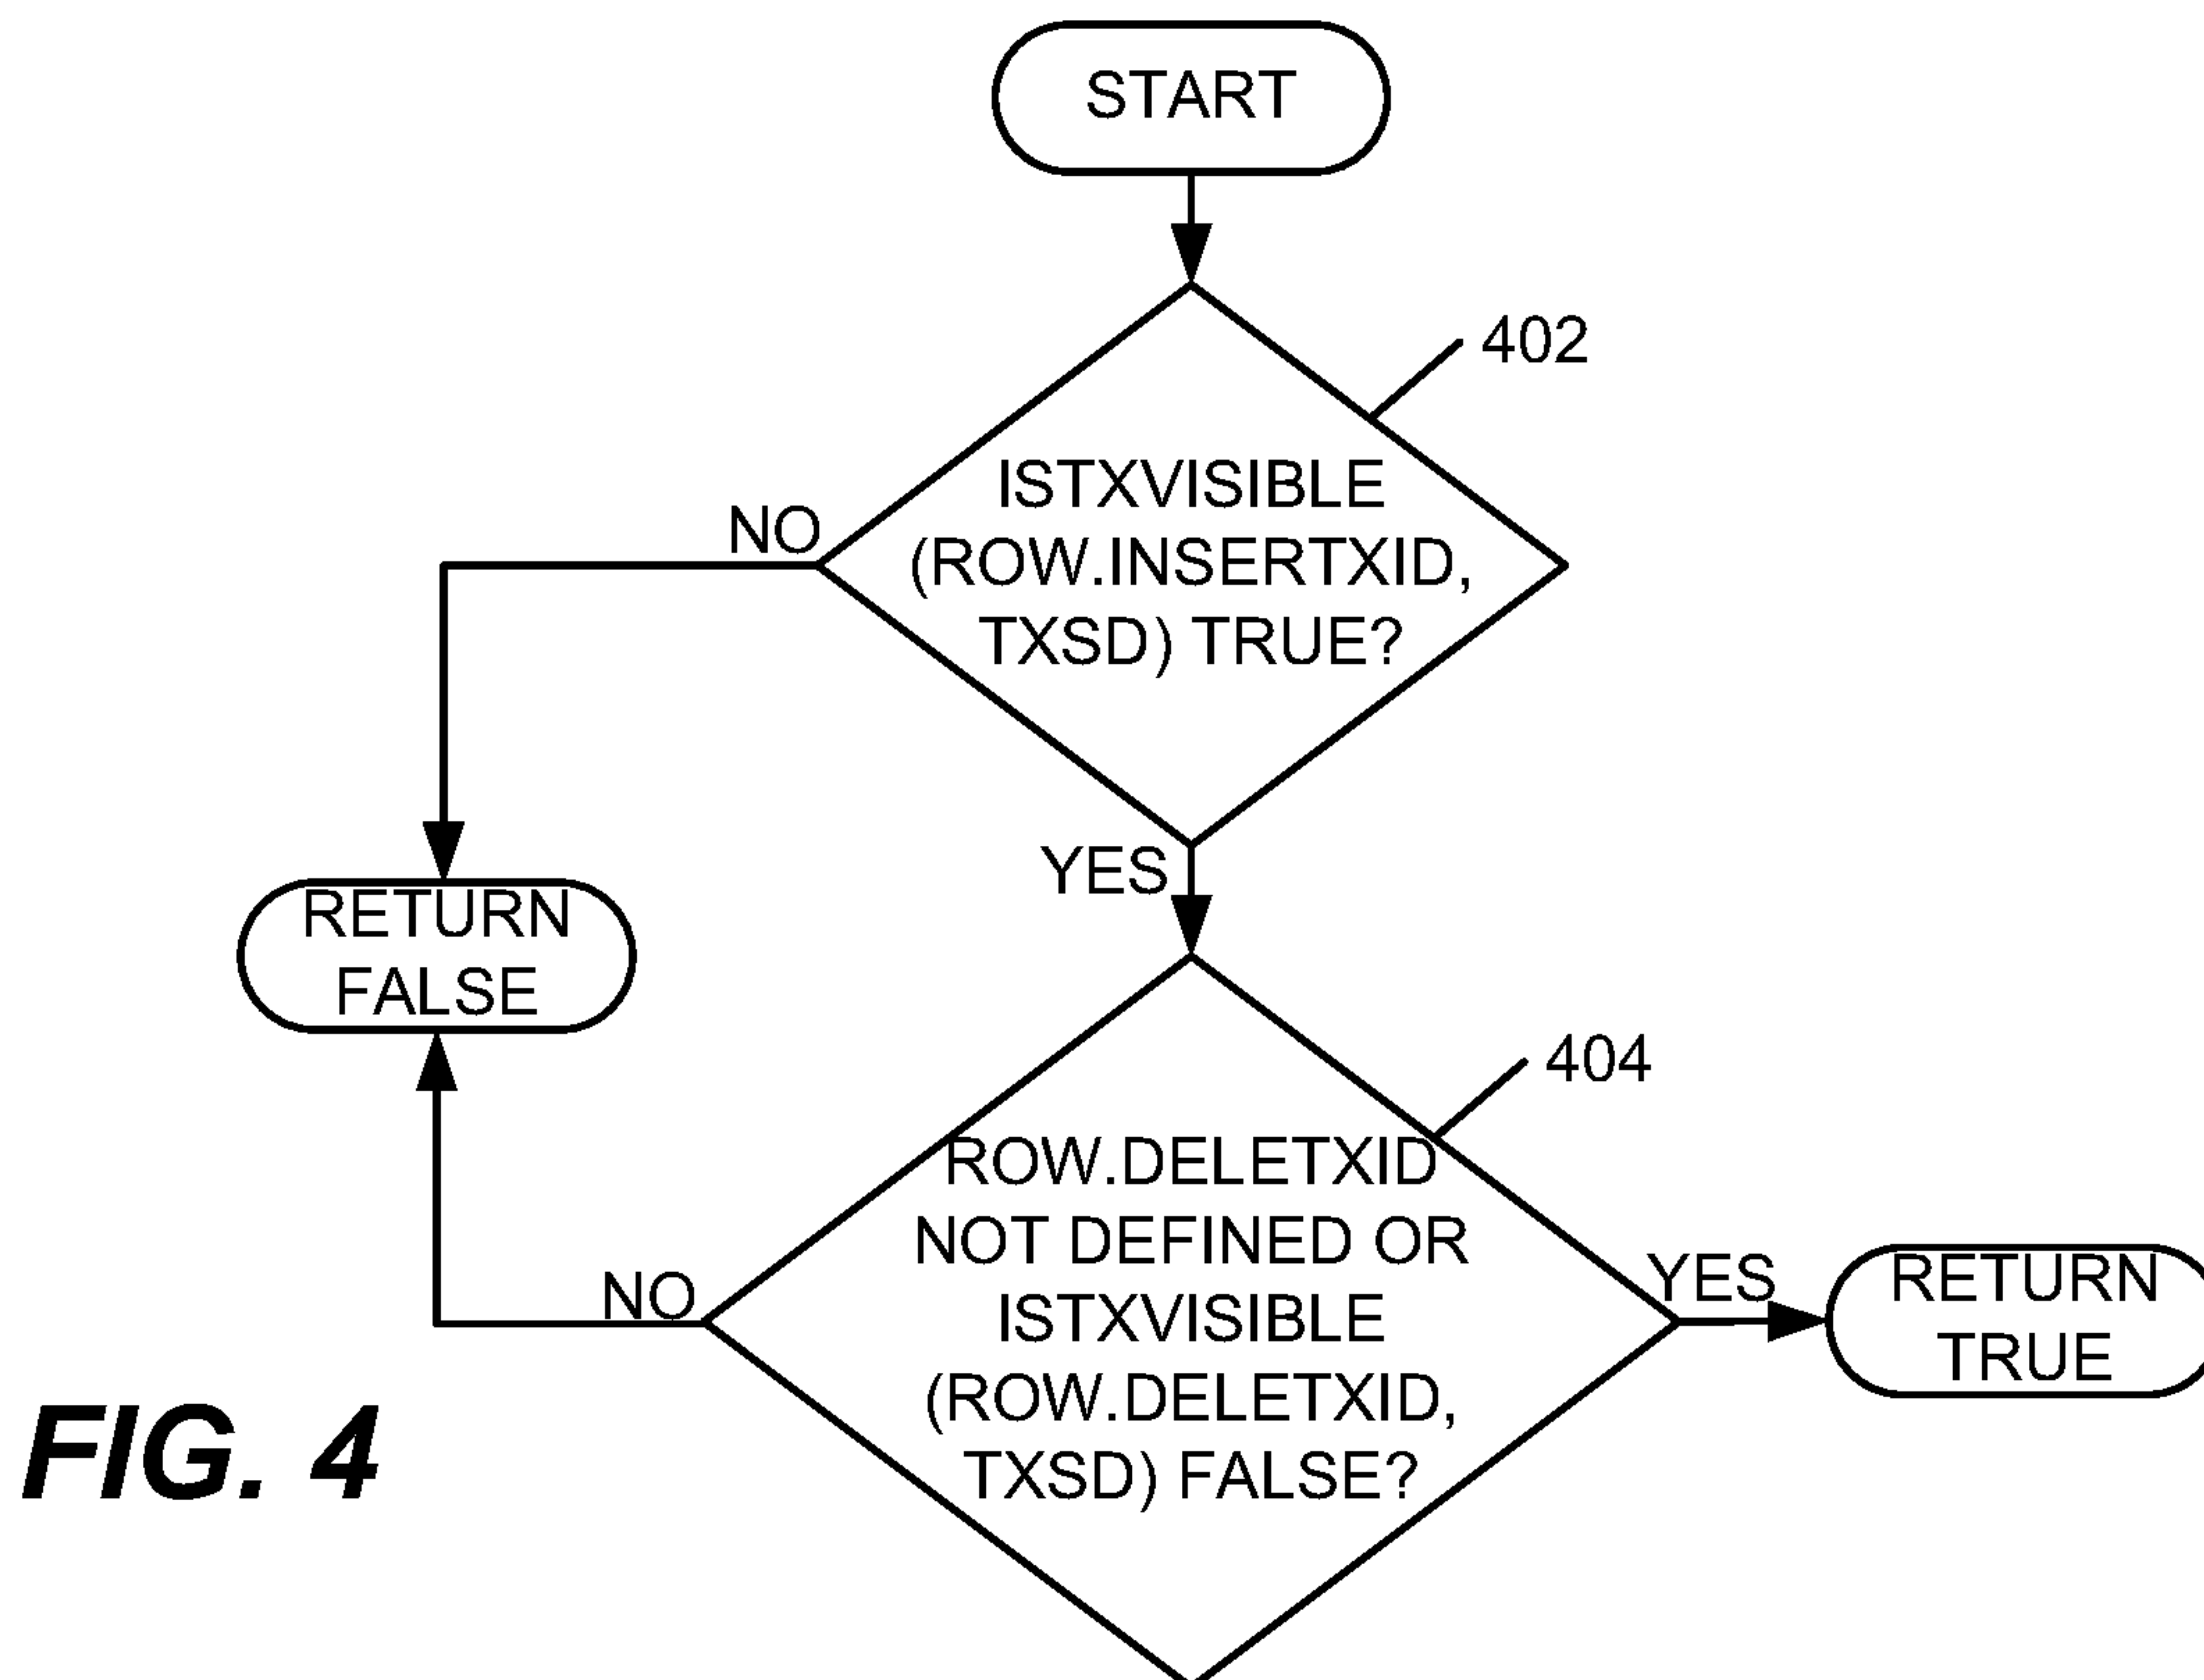 START
402
ISTXVISIBLE
(ROW.INSERTXID,
TXSD) TRUE?
NO
YES
RETURN
FALSE
404
ROW.DELETXID
NOT DEFINED OR
ISTXVISIBLE
(ROW.DELETXID,
TXSD) FALSE?
NO
YES
RETURN
TRUE
FIG. 4